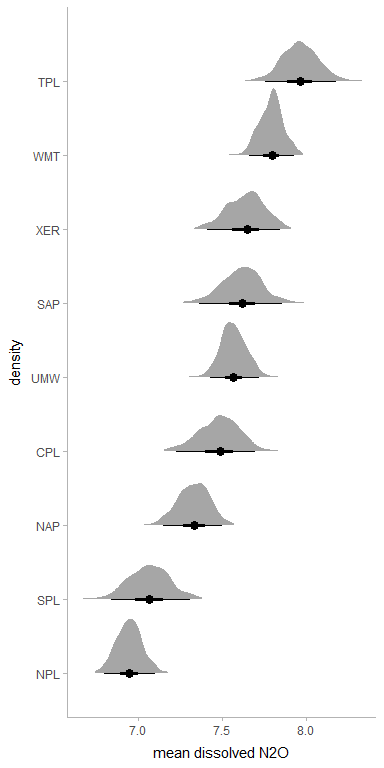 TPL
WMT
XER
SAP
UMW
CPL
NAP
SPL
NPL
density
7.0 7.5 8.0
mean dissolved N2O